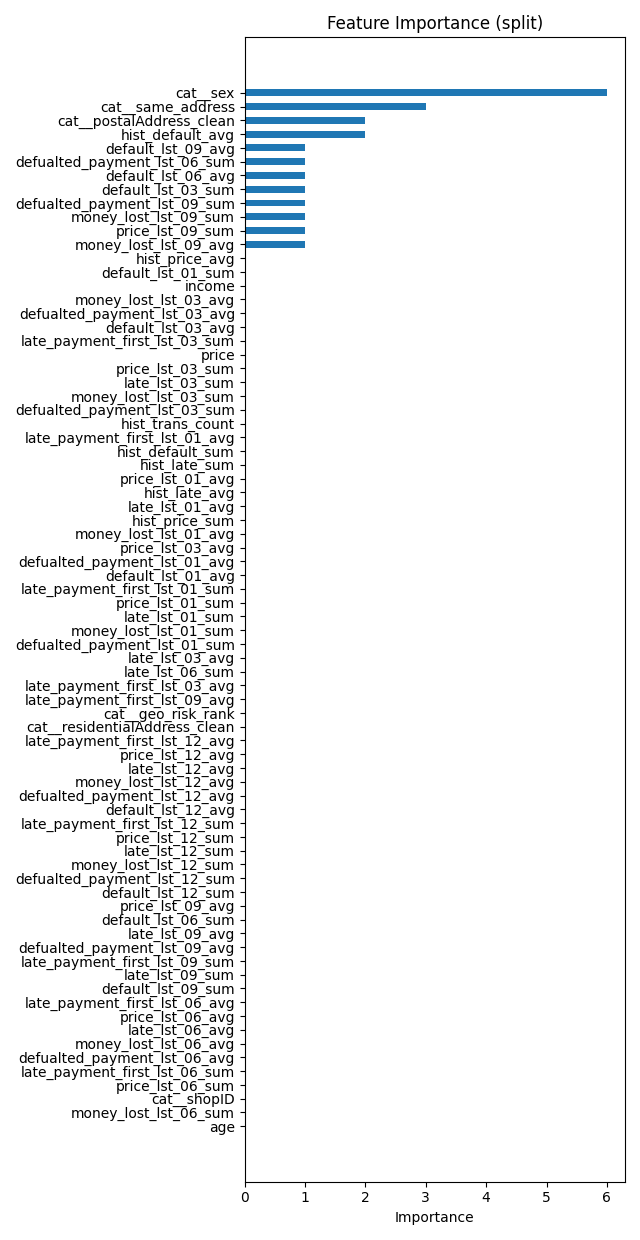 Feature Importance (split)
cat__sex
cat__same_address
cat__postalAddress_clean
hist_default_avg
default_lst_09_avg
defualted_payment_lst_06_sum
default_lst_06_avg
default_lst_03_sum
defualted_payment_lst_09_sum
money_lost_lst_09_sum
price_lst_09_sum
money_lost_lst_09_avg
hist_price_avg
default_lst_01_sum
income
money_lost_lst_03_avg
defualted_payment_lst_03_avg
default_lst_03_avg
late_payment_first_lst_03_sum
price
price_lst_03_sum
late_lst_03_sum
money_lost_lst_03_sum
defualted_payment_lst_03_sum
hist_trans_count
late_payment_first_lst_01_avg
hist_default_sum
hist_late_sum
price_lst_01_avg
hist_late_avg
late_lst_01_avg
hist_price_sum
money_lost_lst_01_avg
price_lst_03_avg
defualted_payment_lst_01_avg
default_lst_01_avg
late_payment_first_lst_01_sum
price_lst_01_sum
late_lst_01_sum
money_lost_lst_01_sum
defualted_payment_lst_01_sum
late_lst_03_avg
late_lst_06_sum
late_payment_first_lst_03_avg
late_payment_first_lst_09_avg
cat__geo_risk_rank
cat__residentialAddress_clean
late_payment_first_lst_12_avg
price_lst_12_avg
late_lst_12_avg
money_lost_lst_12_avg
defualted_payment_lst_12_avg
default_lst_12_avg
late_payment_first_lst_12_sum
price_lst_12_sum
late_lst_12_sum
money_lost_lst_12_sum
defualted_payment_lst_12_sum
default_lst_12_sum
price_lst_09_avg
default_lst_06_sum
late_lst_09_avg
defualted_payment_lst_09_avg
late_payment_first_lst_09_sum
late_lst_09_sum
default_lst_09_sum
late_payment_first_lst_06_avg
price_lst_06_avg
late_lst_06_avg
money_lost_lst_06_avg
defualted_payment_lst_06_avg
late_payment_first_lst_06_sum
price_lst_06_sum
cat__shopID
money_lost_lst_06_sum
age
0 1 2 3 4 5 6
Importance